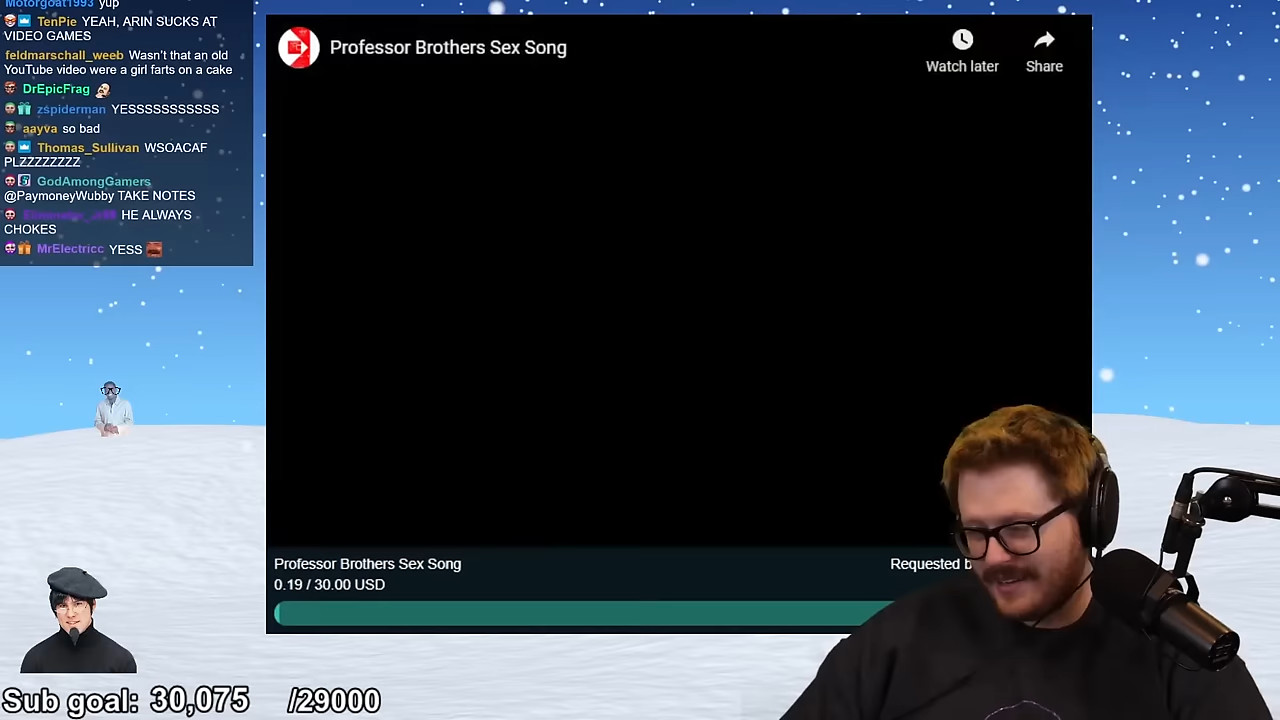 Motorgoat1993 yup
TenPie YEAH, ARIN SUCKS AT
VIDEO GAMES
feldmarschall_weeb Wasn't that an old
YouTube video were a girl farts on a cake
DrEpicFrag
zspiderman YESSSSSSSSSS
aayva so bad
Thomas_Sullivan WSOACAF
PLZZZZZZZZ
GodAmongGamers
@PaymoneyWubby TAKE NOTES
HE ALWAYS
CHOKES
MrElectricc YESS
Professor Brothers Sex Song
Watch later
Share
Professor Brothers Sex Song
Requested b
0.19 / 30.00 USD
Sub goal: 30,075 /29000